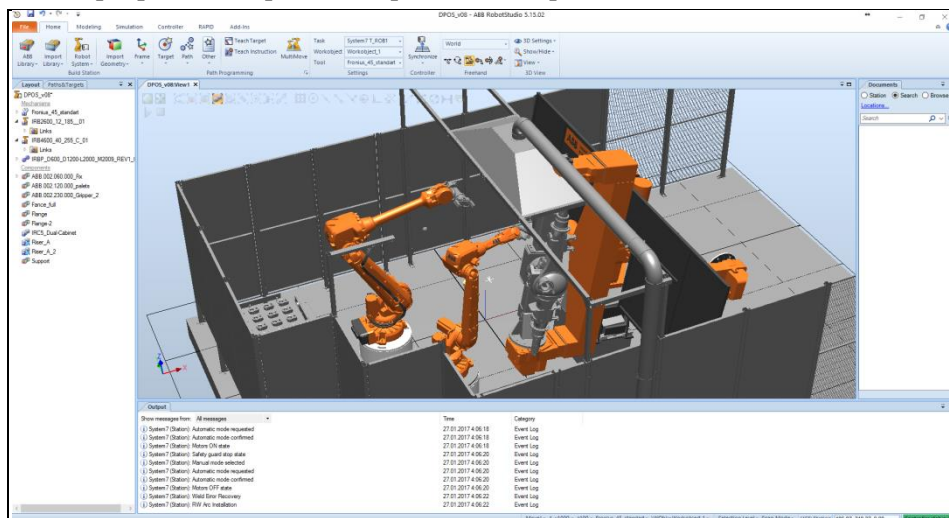 DPOS_v08 - ABB RobotStudio 5.15.02
File Home Modeling Simulation Controller RAPID Add-Ins
ABB Library Import Library Robot System Import Geometry Frame Target Path Other Teach Target Teach Instruction MultiMove Task System7 T_ROB1 Workobject Workobject_1 Tool Fronius_45_standart Synchronize World 3D Settings Show/Hide View
Build Station Path Programming Settings Controller Freehand 3D View
Layout Paths&Targets
DPOS_v08:View1
Documents
DPOS_v08*
Mechanisms
Fronius_45_standart
IRB2600_12_185__01
Links
IRB4600_40_255_C_01
Links
IRBP_D600_D1200-L2000_M2009_REV1_
Components
ABB.002.060.000_Rx
ABB 002.120.000_palets
ABB 002.230.000_Gripper_2
Fance_full
Flange
Flange-2
IRC5_Dual-Cabinet
Riser_A
Riser_A_2
Support
Station Search Browse
Locations...
Search
ABB
Z
X
Output
Show messages from: All messages Time Category
System7 (Station): Automatic mode requested 27.01.2017 4:06:18 Event Log
System7 (Station): Automatic mode confirmed 27.01.2017 4:06:18 Event Log
System7 (Station): Motors ON state 27.01.2017 4:06:18 Event Log
System7 (Station): Safety guard stop state 27.01.2017 4:06:20 Event Log
System7 (Station): Manual mode selected 27.01.2017 4:06:20 Event Log
System7 (Station): Automatic mode requested 27.01.2017 4:06:20 Event Log
System7 (Station): Automatic mode confirmed 27.01.2017 4:06:20 Event Log
System7 (Station): Motors OFF state 27.01.2017 4:06:20 Event Log
System7 (Station): Weld Error Recovery 27.01.2017 4:06:22 Event Log
System7 (Station): RW Arc Installation 27.01.2017 4:06:22 Event Log